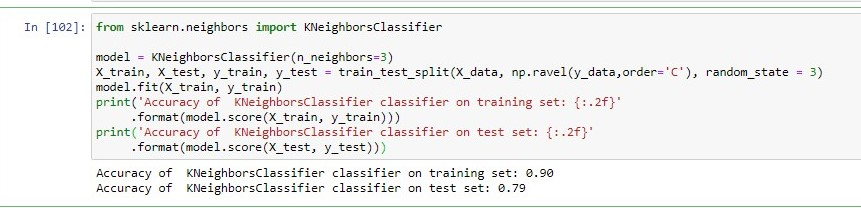 In [102]: from sklearn.neighbors import KNeighborsClassifier
model = KNeighborsClassifier(n_neighbors=3)
X_train, X_test, y_train, y_test = train_test_split(X_data, np.ravel(y_data,order='C'), random_state = 3)
model.fit(X_train, y_train)
print('Accuracy of  KNeighborsClassifier classifier on training set: {:.2f}'
     .format(model.score(X_train, y_train)))
print('Accuracy of  KNeighborsClassifier classifier on test set: {:.2f}'
     .format(model.score(X_test, y_test)))
Accuracy of  KNeighborsClassifier classifier on training set: 0.90
Accuracy of  KNeighborsClassifier classifier on test set: 0.79